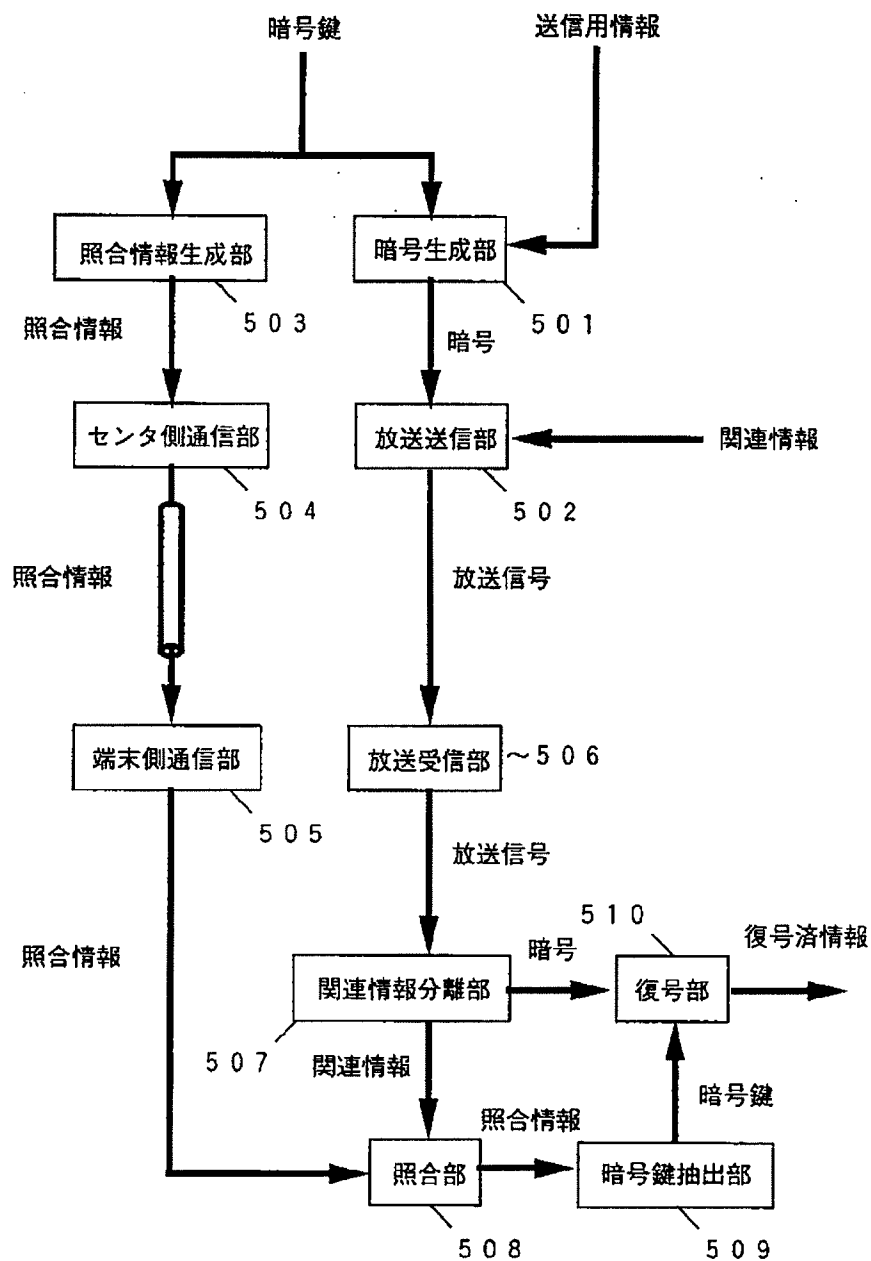 暗号鍵
送信用情報
照合情報生成部
暗号生成部
503
501
照合情報
暗号
センタ側通信部
放送送信部
関連情報
504
502
照合情報
放送信号
端末側通信部
放送受信部
~506
505
放送信号
510
照合情報
暗号
復号済情報
関連情報分離部
復号部
507
関連情報
暗号鍵
照合情報
照合部
暗号鍵抽出部
508
509